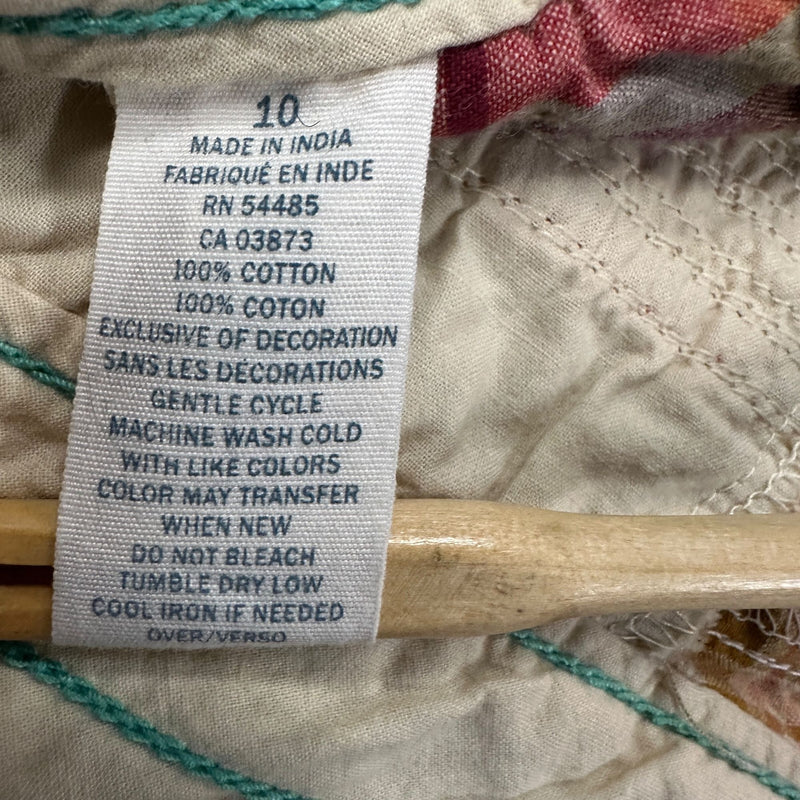 10
MADE IN INDIA
FABRIQUÉ EN INDE
RN 54485
CA 03873
100% COTTON
100% COTON
EXCLUSIVE OF DECORATION
SANS LES DÉCORATIONS
GENTLE CYCLE
MACHINE WASH COLD
WITH LIKE COLORS
COLOR MAY TRANSFER
WHEN NEW
DO NOT BLEACH
TUMBLE DRY LOW
COOL IRON IF NEEDED
OVER/VERSO